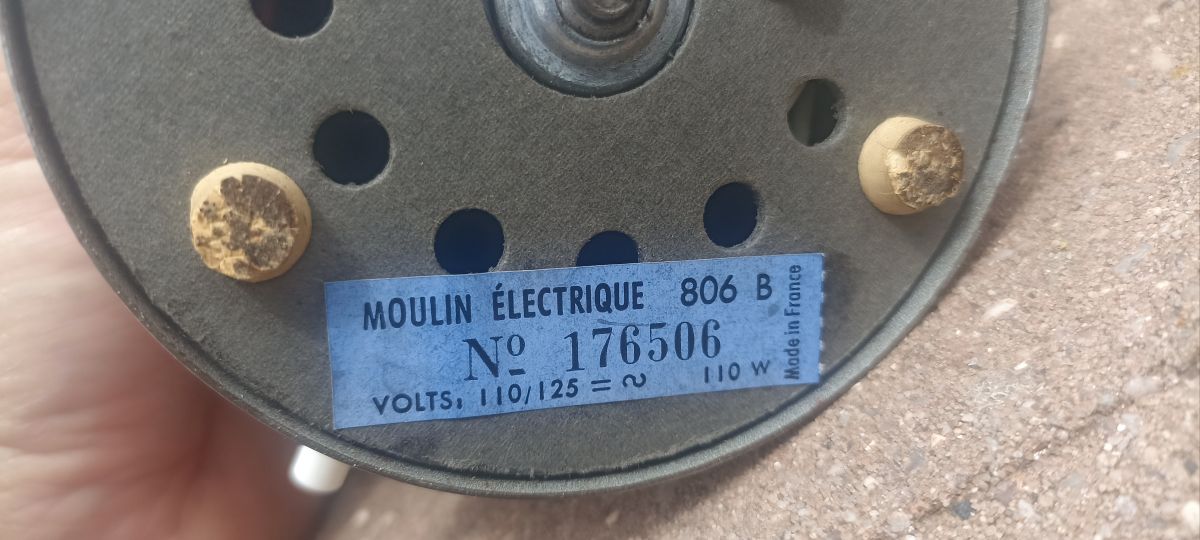 MOULIN ÉLECTRIQUE 806 B
Nº 176506
VOLTS: 110/125 = ~ 110 W
Made in France